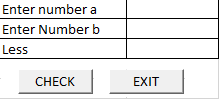 Enter number a
Enter Number b
Less
CHECK EXIT